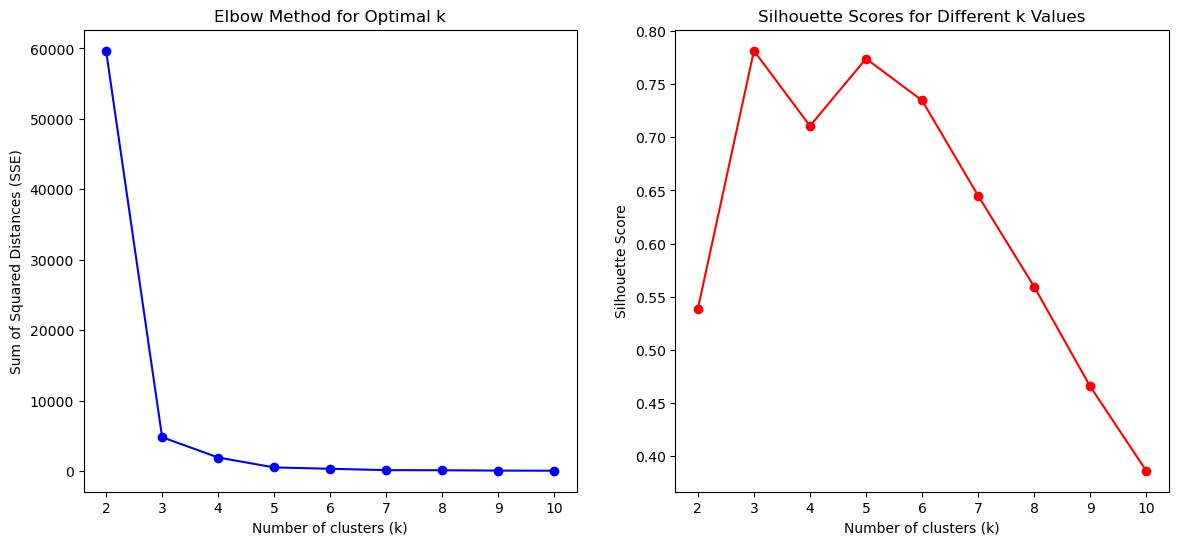 Elbow Method for Optimal k
60000
50000
40000
30000
20000
10000
0
Sum of Squared Distances (SSE)
2 3 4 5 6 7 8 9 10
Number of clusters (k)
Silhouette Scores for Different k Values
0.80
0.75
0.70
0.65
0.60
0.55
0.50
0.45
0.40
Silhouette Score
2 3 4 5 6 7 8 9 10
Number of clusters (k)